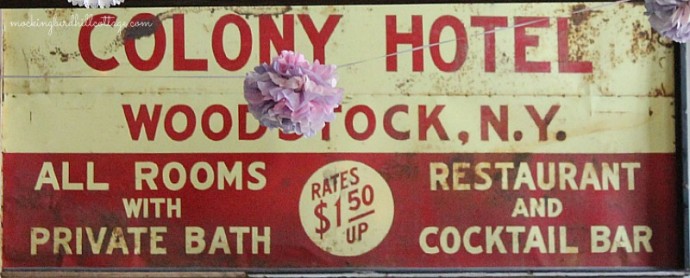 mockingbirdhillcottage.com
COLONY HOTEL
WOODSTOCK, N.Y.
ALL ROOMS
WITH
PRIVATE BATH
RATES
$1 50
UP
RESTAURANT
AND
COCKTAIL BAR